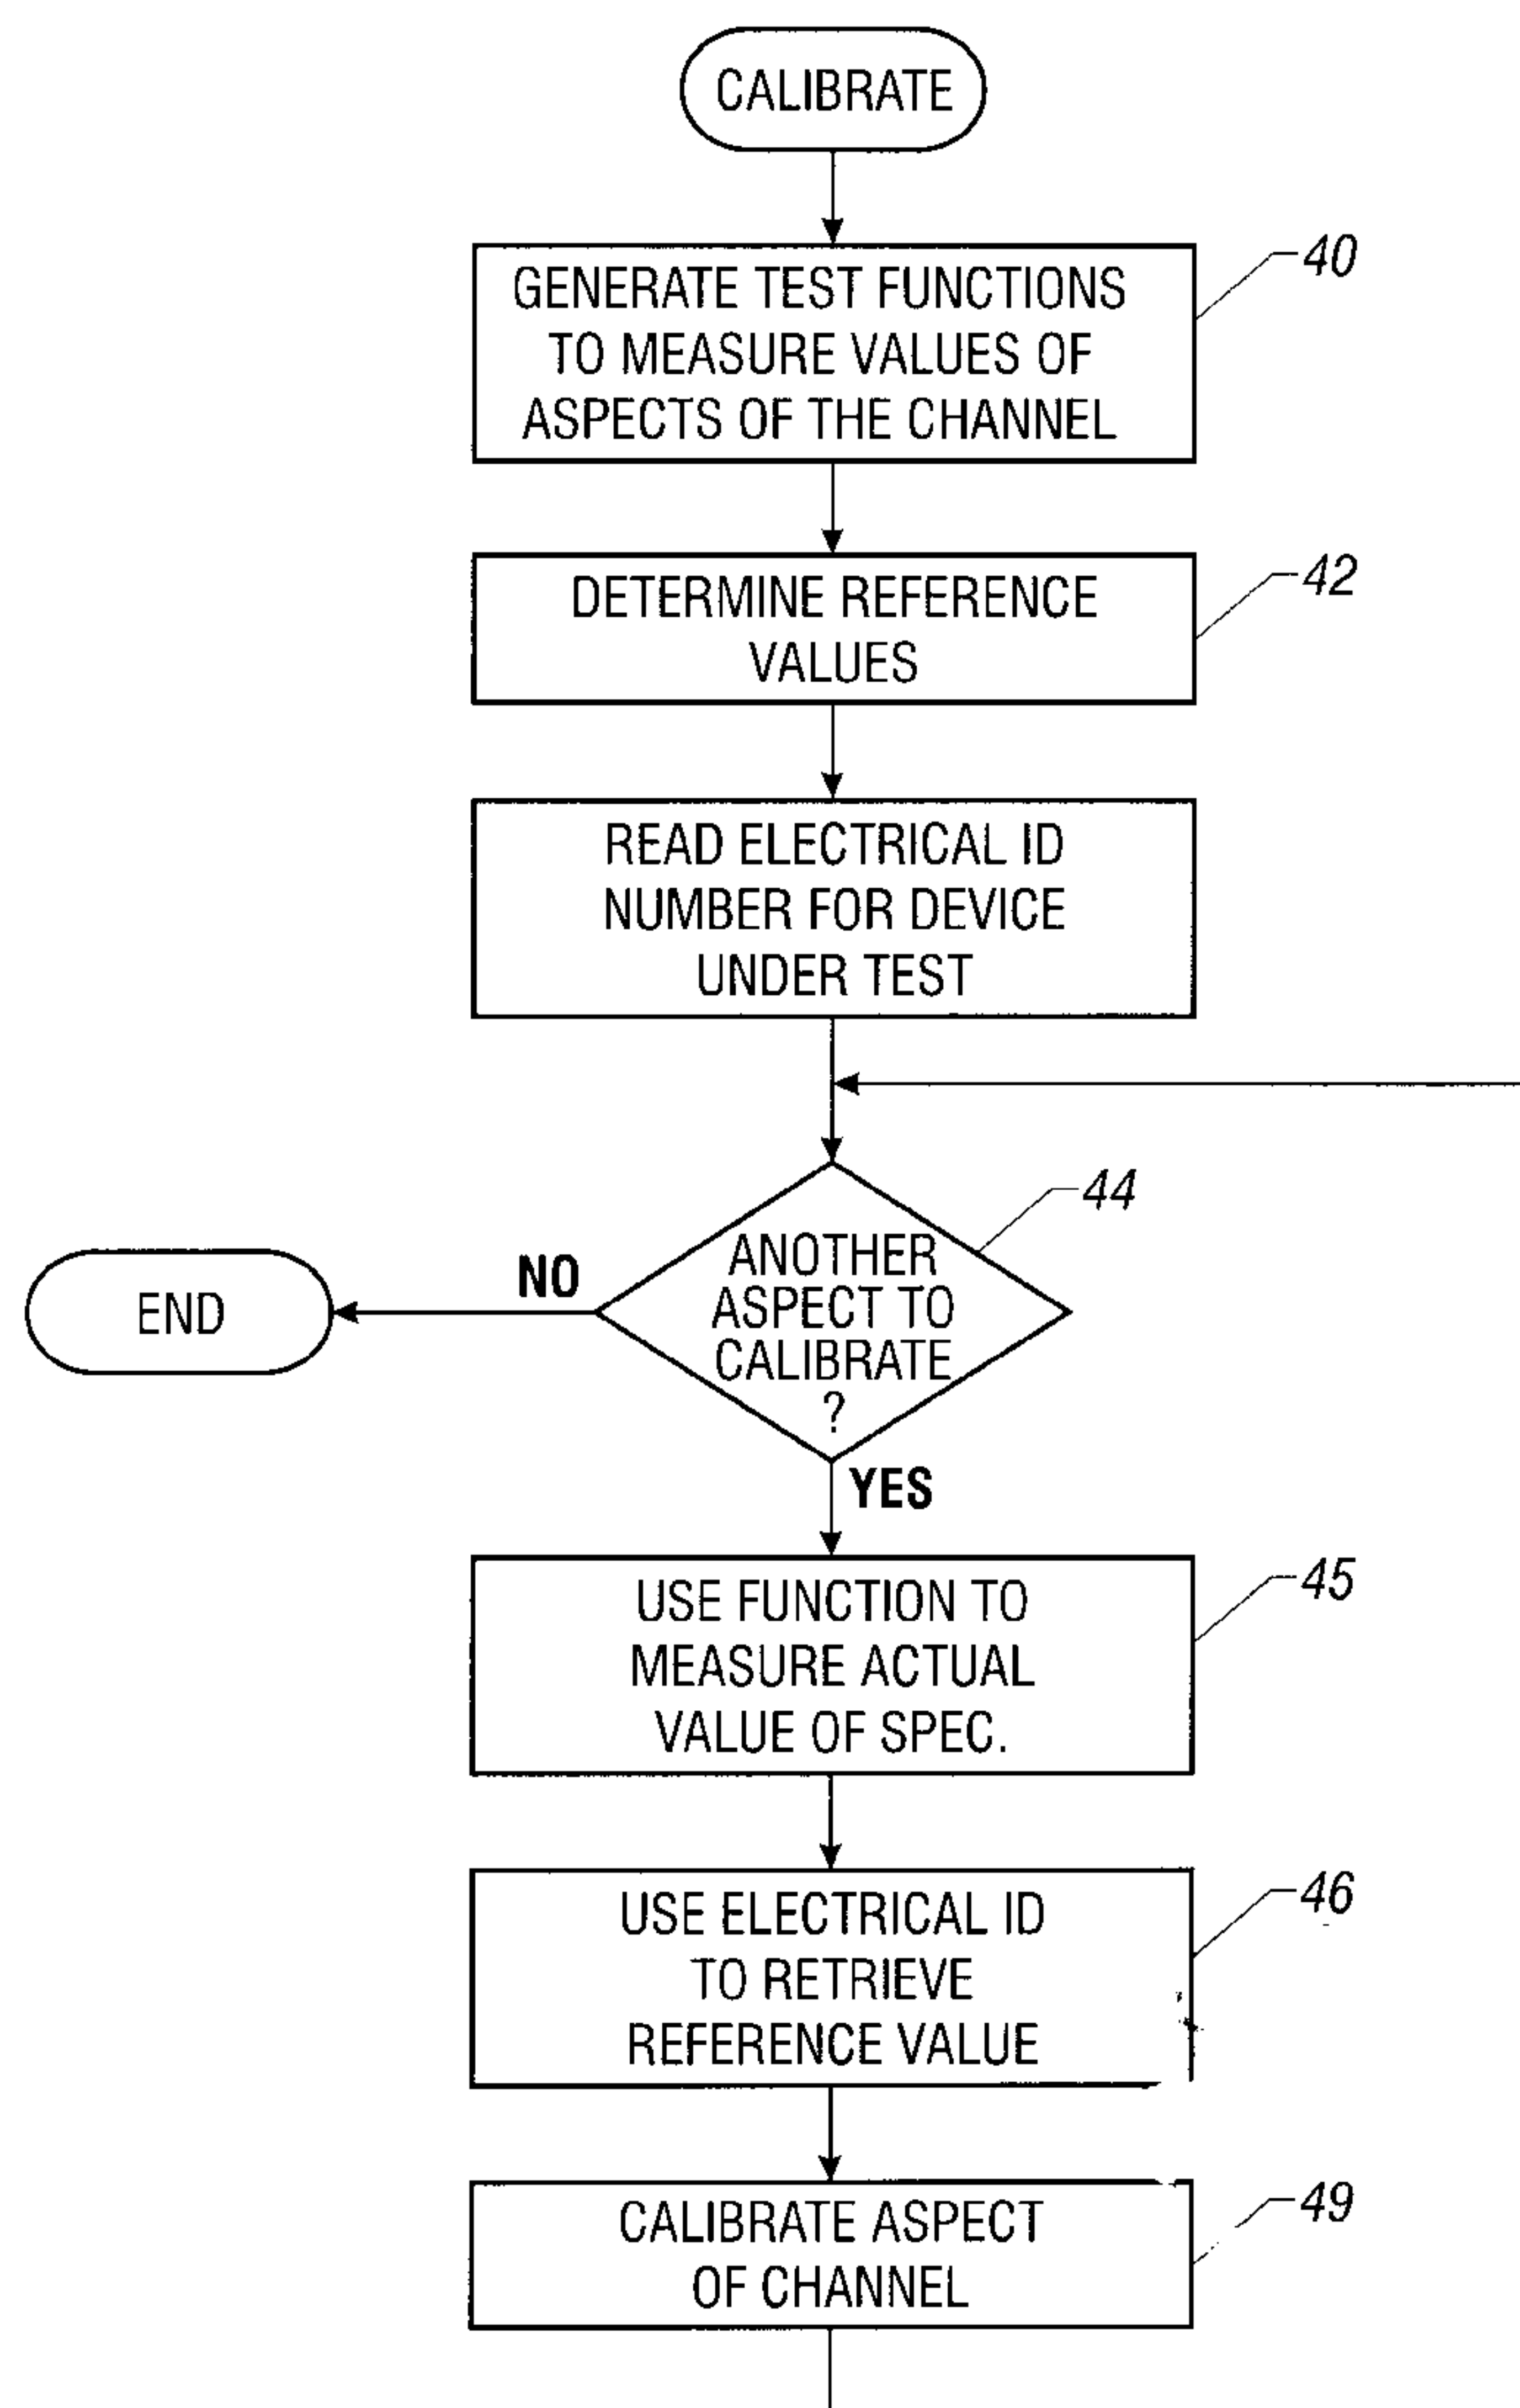 CALIBRATE
GENERATE TEST FUNCTIONS
TO MEASURE VALUES OF
ASPECTS OF THE CHANNEL
40
DETERMINE REFERENCE
VALUES
42
READ ELECTRICAL ID
NUMBER FOR DEVICE
UNDER TEST
44
ANOTHER
ASPECT TO
CALIBRATE
?
NO
END
YES
USE FUNCTION TO
MEASURE ACTUAL
VALUE OF SPEC.
45
USE ELECTRICAL ID
TO RETRIEVE
REFERENCE VALUE
46
CALIBRATE ASPECT
OF CHANNEL
49